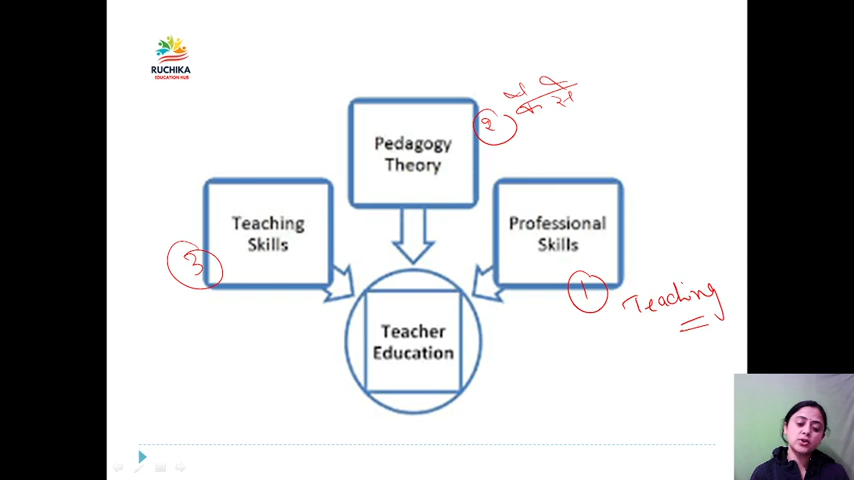 RUCHIKA
EDUCATION HUB
Pedagogy
Theory
2
Teaching
Skills
3
Professional
Skills
1
Teaching
Teacher
Education